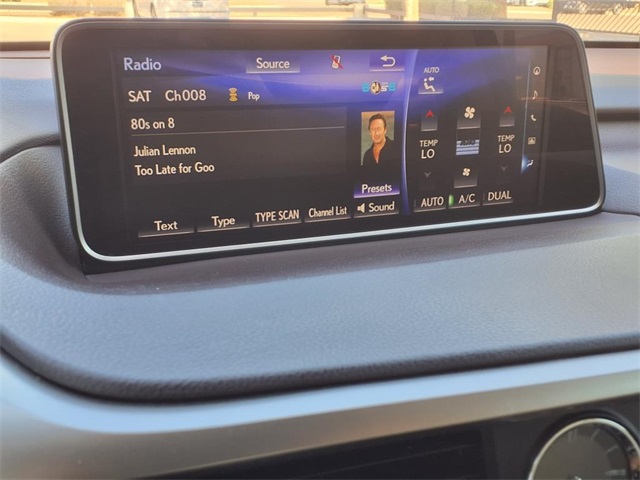 Radio
Source
SAT Ch008 Pop
80s on 8
Julian Lennon
Too Late for Goo
Presets
Sound
Text
Type
TYPE SCAN
Channel List
AUTO
TEMP
LO
TEMP
LO
AUTO
A/C
DUAL